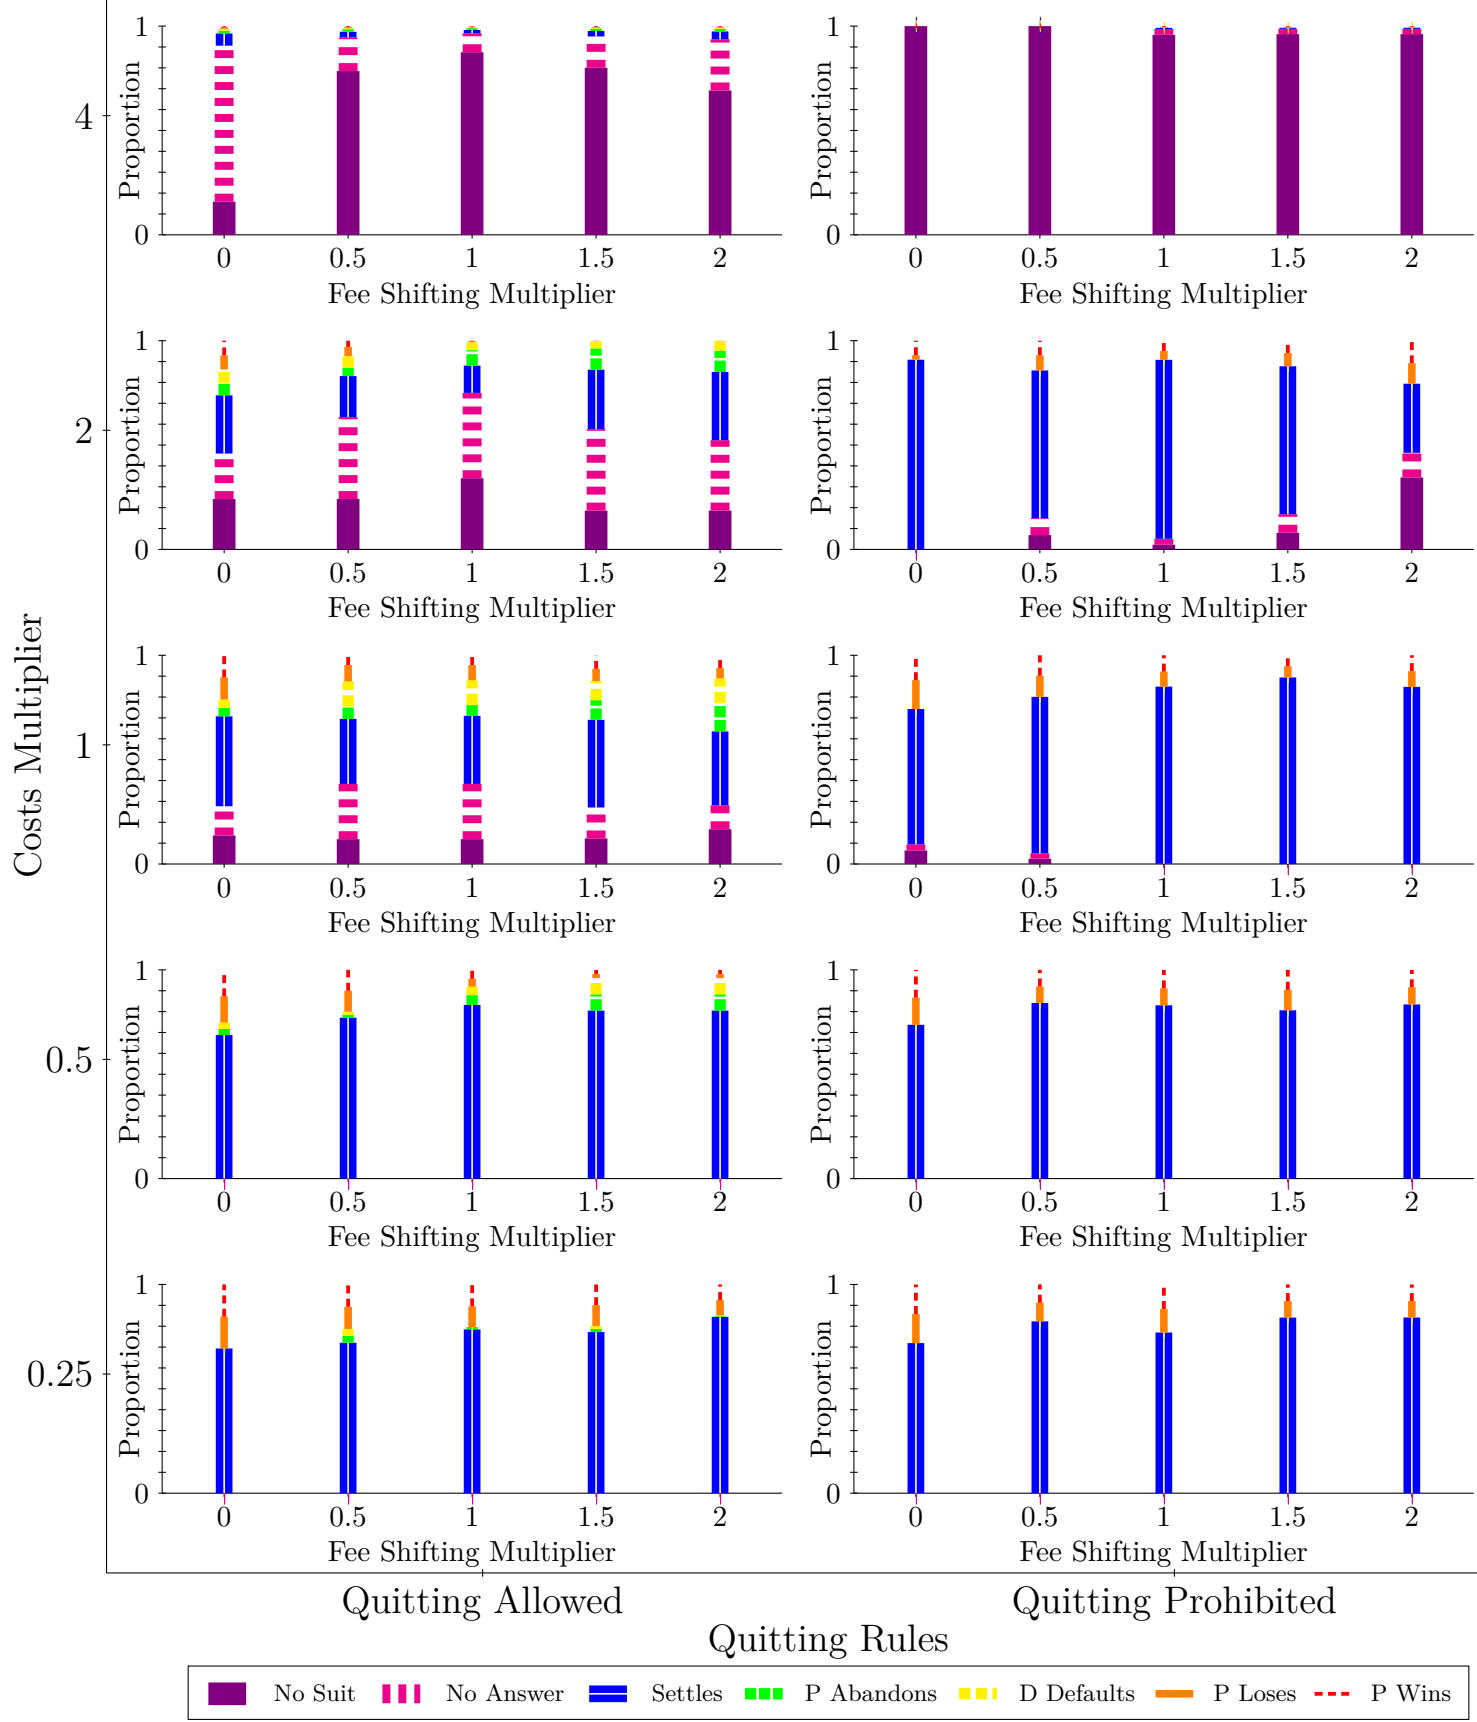 Costs Multiplier
4
Proportion
1
0
0 0.5 1 1.5 2
Fee Shifting Multiplier
Proportion
1
0
0 0.5 1 1.5 2
Fee Shifting Multiplier
2
Proportion
1
0
0 0.5 1 1.5 2
Fee Shifting Multiplier
Proportion
1
0
0 0.5 1 1.5 2
Fee Shifting Multiplier
1
Proportion
1
0
0 0.5 1 1.5 2
Fee Shifting Multiplier
Proportion
1
0
0 0.5 1 1.5 2
Fee Shifting Multiplier
0.5
Proportion
1
0
0 0.5 1 1.5 2
Fee Shifting Multiplier
Proportion
1
0
0 0.5 1 1.5 2
Fee Shifting Multiplier
0.25
Proportion
1
0
0 0.5 1 1.5 2
Fee Shifting Multiplier
Proportion
1
0
0 0.5 1 1.5 2
Fee Shifting Multiplier
Quitting Allowed Quitting Prohibited
Quitting Rules
No Suit No Answer Settles P Abandons D Defaults P Loses P Wins